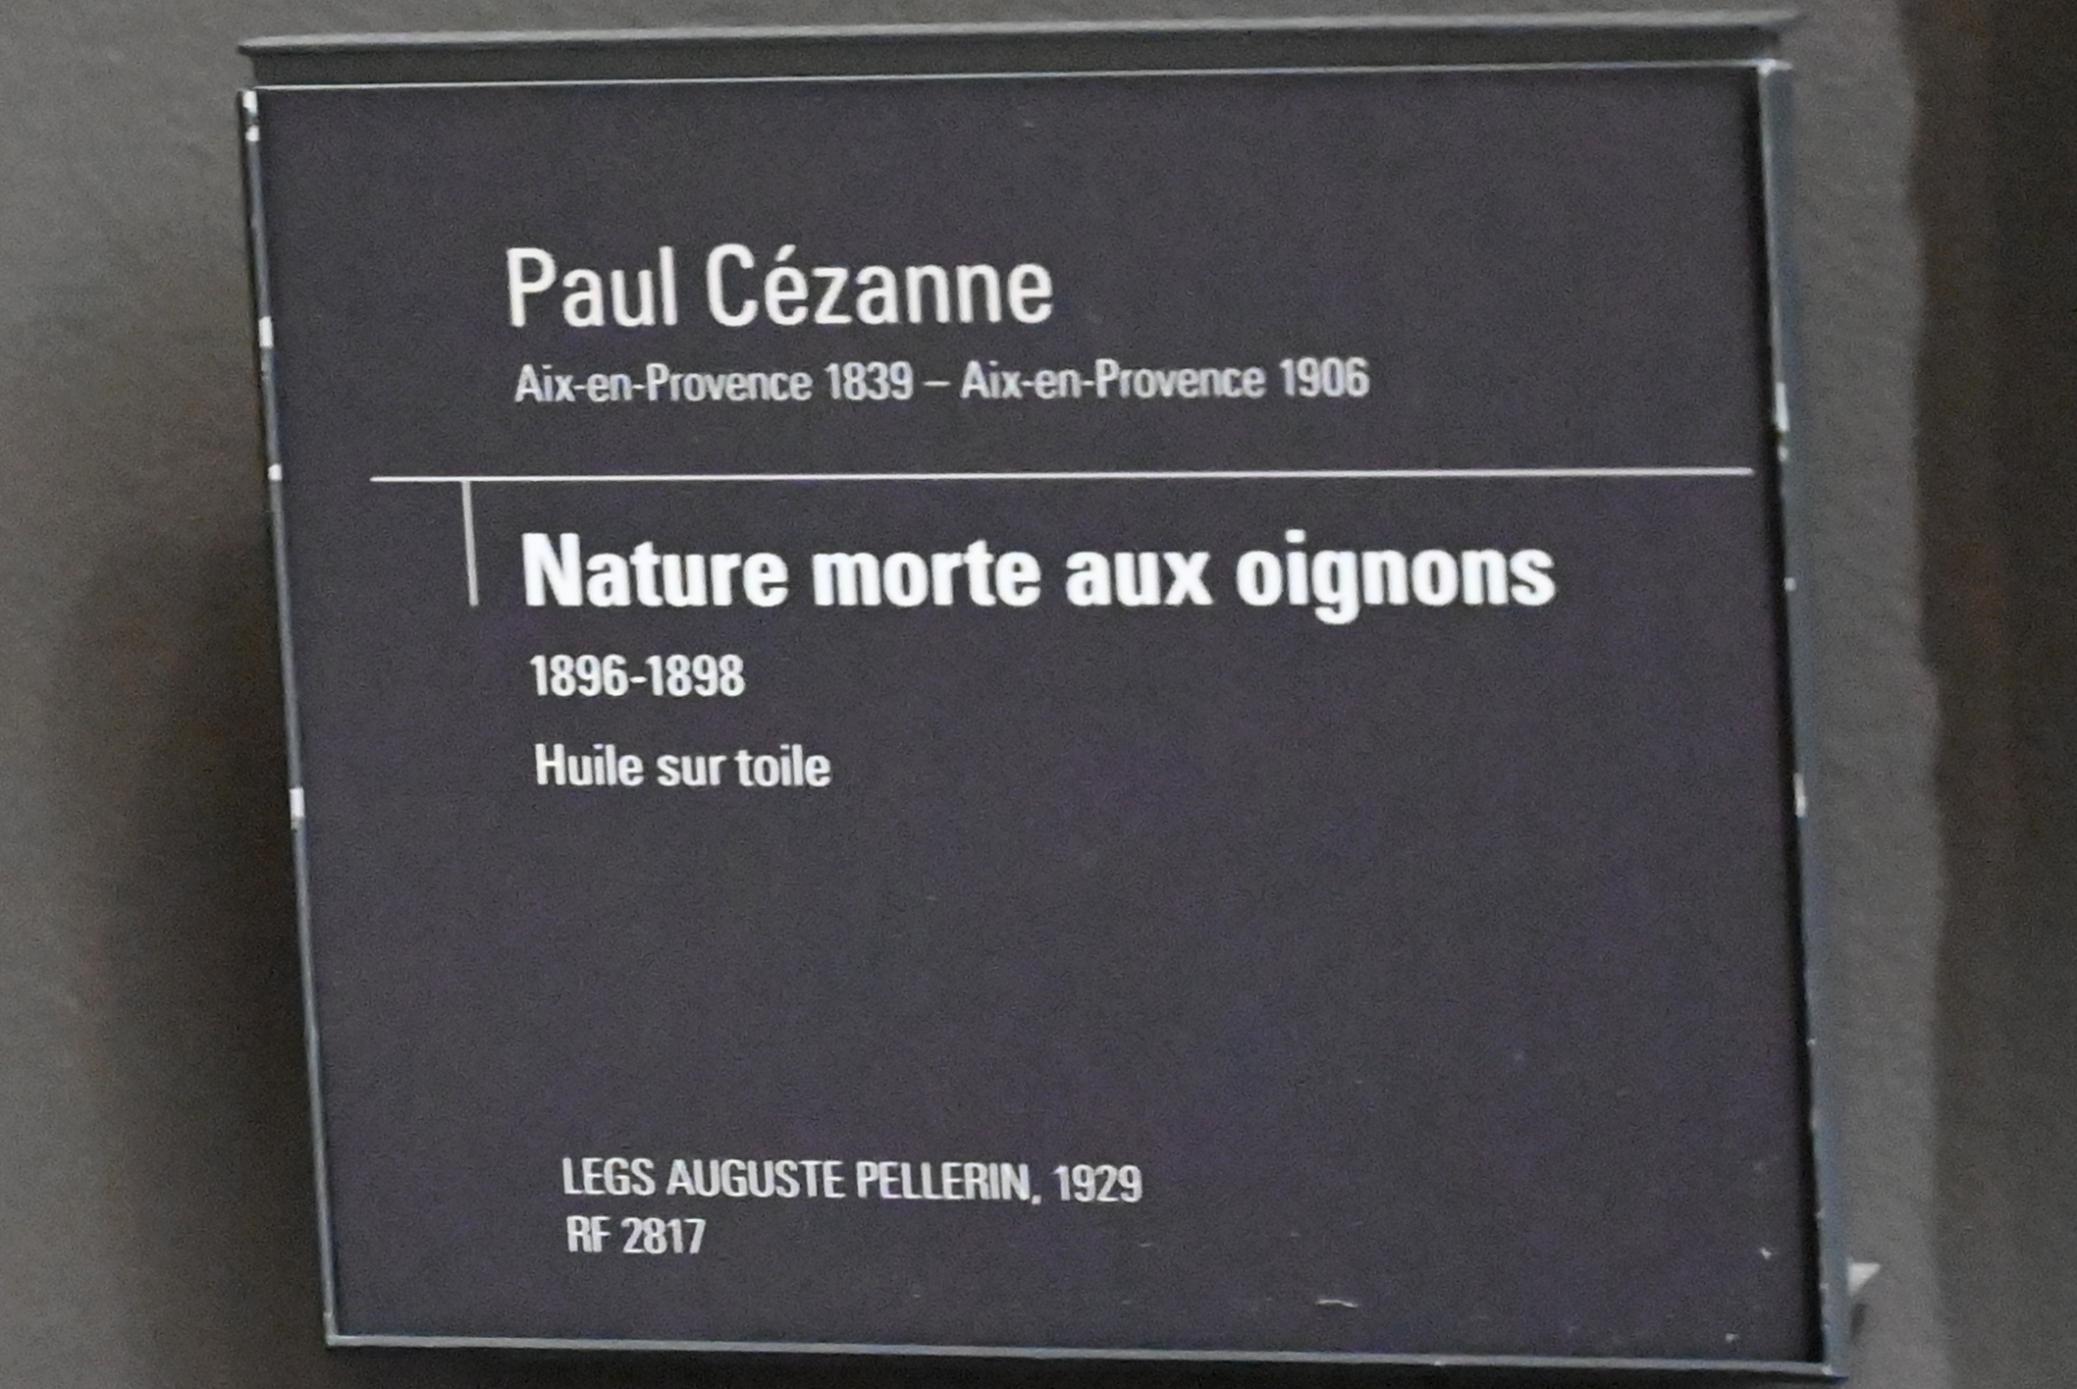 Paul Cézanne
Aix-en-Provence 1839 – Aix-en-Provence 1906
Nature morte aux oignons
1896-1898
Huile sur toile
LEGS AUGUSTE PELLERIN, 1929
RF 2817